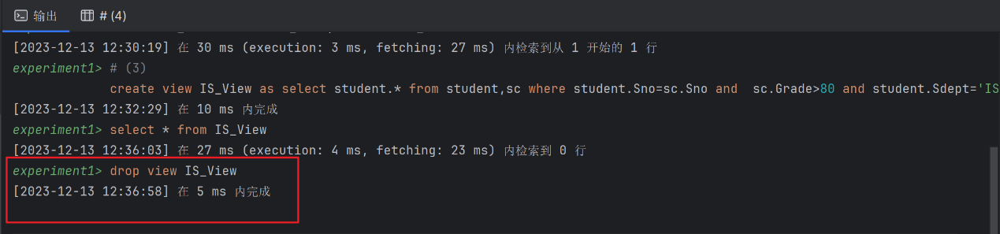 输出 # (4)
[2023-12-13 12:30:19] 在 30 ms (execution: 3 ms, fetching: 27 ms) 内检索到从 1 开始的 1 行
experiment1> # (3)
create view IS_View as select student.* from student,sc where student.Sno=sc.Sno and  sc.Grade>80 and student.Sdept='IS
[2023-12-13 12:32:29] 在 10 ms 内完成
experiment1> select * from IS_View
[2023-12-13 12:36:03] 在 27 ms (execution: 4 ms, fetching: 23 ms) 内检索到 0 行
experiment1> drop view IS_View
[2023-12-13 12:36:58] 在 5 ms 内完成